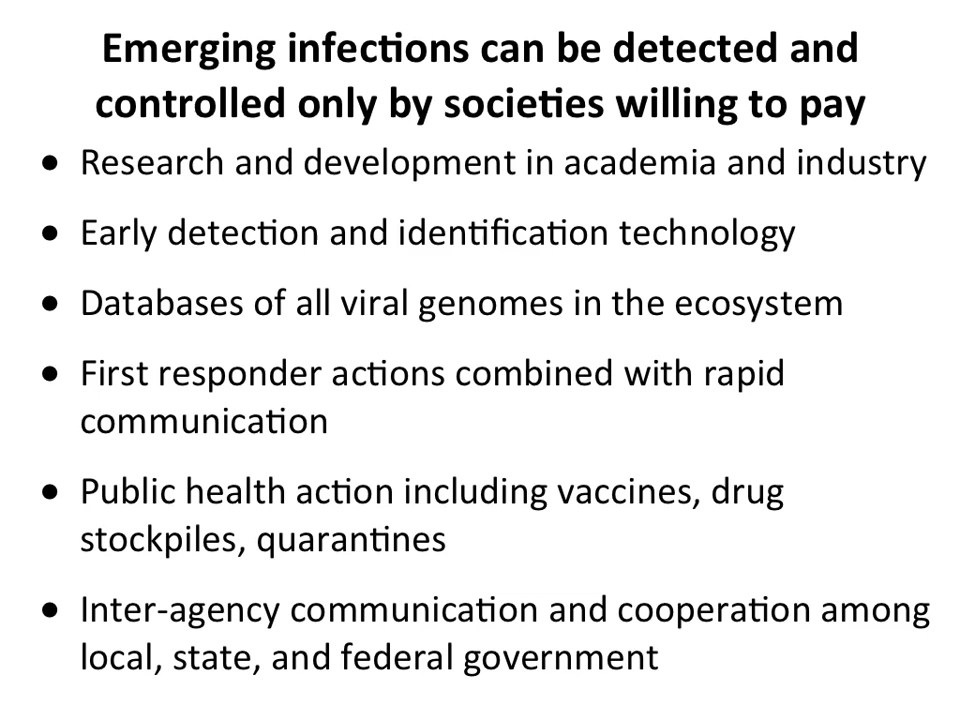 Emerging infections can be detected and
controlled only by societies willing to pay
● Research and development in academia and industry
● Early detection and identification technology
● Databases of all viral genomes in the ecosystem
● First responder actions combined with rapid
communication
● Public health action including vaccines, drug
stockpiles, quarantines
● Inter-agency communication and cooperation among
local, state, and federal government